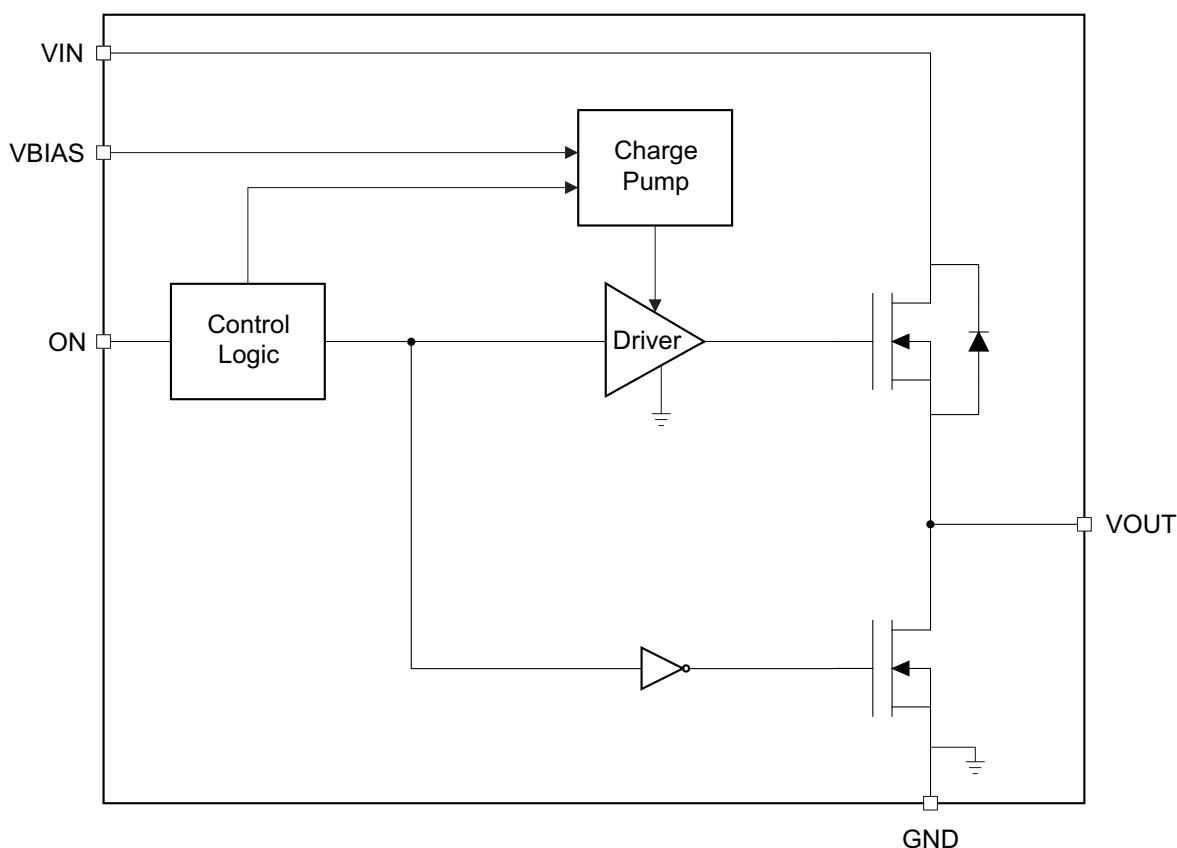 VIN
VBIAS
Charge
Pump
ON
Control
Logic
Driver
VOUT
GND